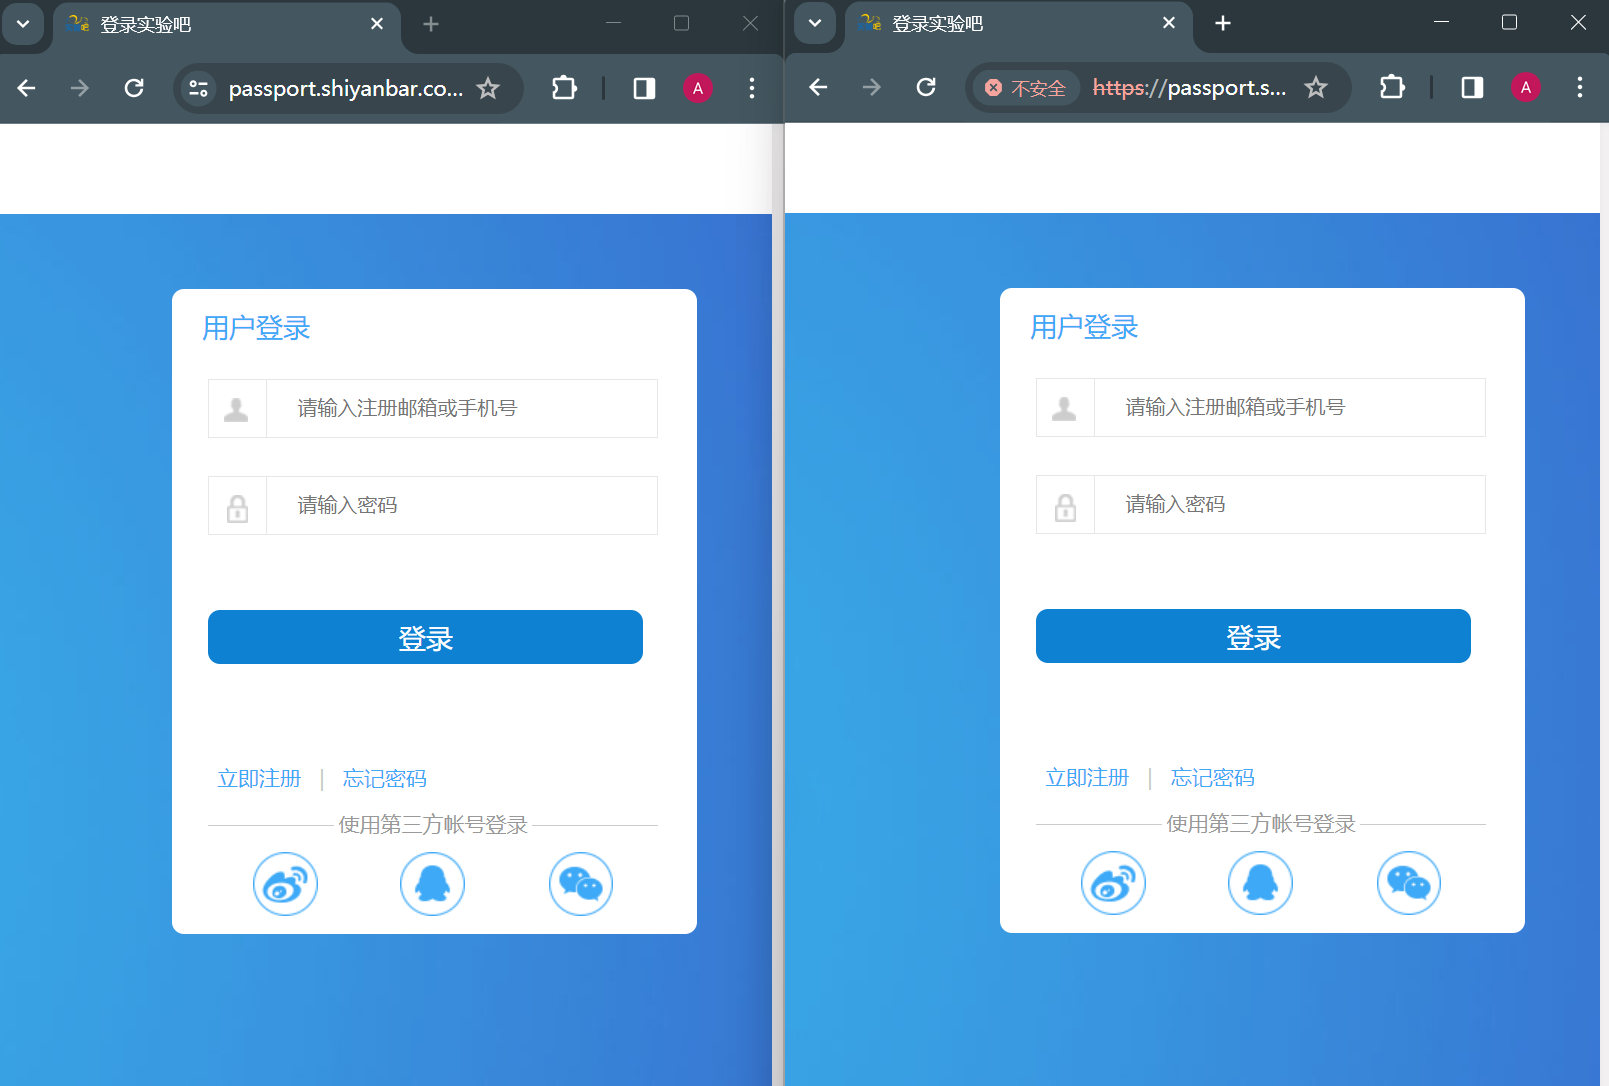 登录实验吧
passport.shiyanbar.co...
A
用户登录
请输入注册邮箱或手机号
请输入密码
登录
立即注册 | 忘记密码
使用第三方帐号登录
登录实验吧
不安全 https://passport.s...
A
用户登录
请输入注册邮箱或手机号
请输入密码
登录
立即注册 | 忘记密码
使用第三方帐号登录